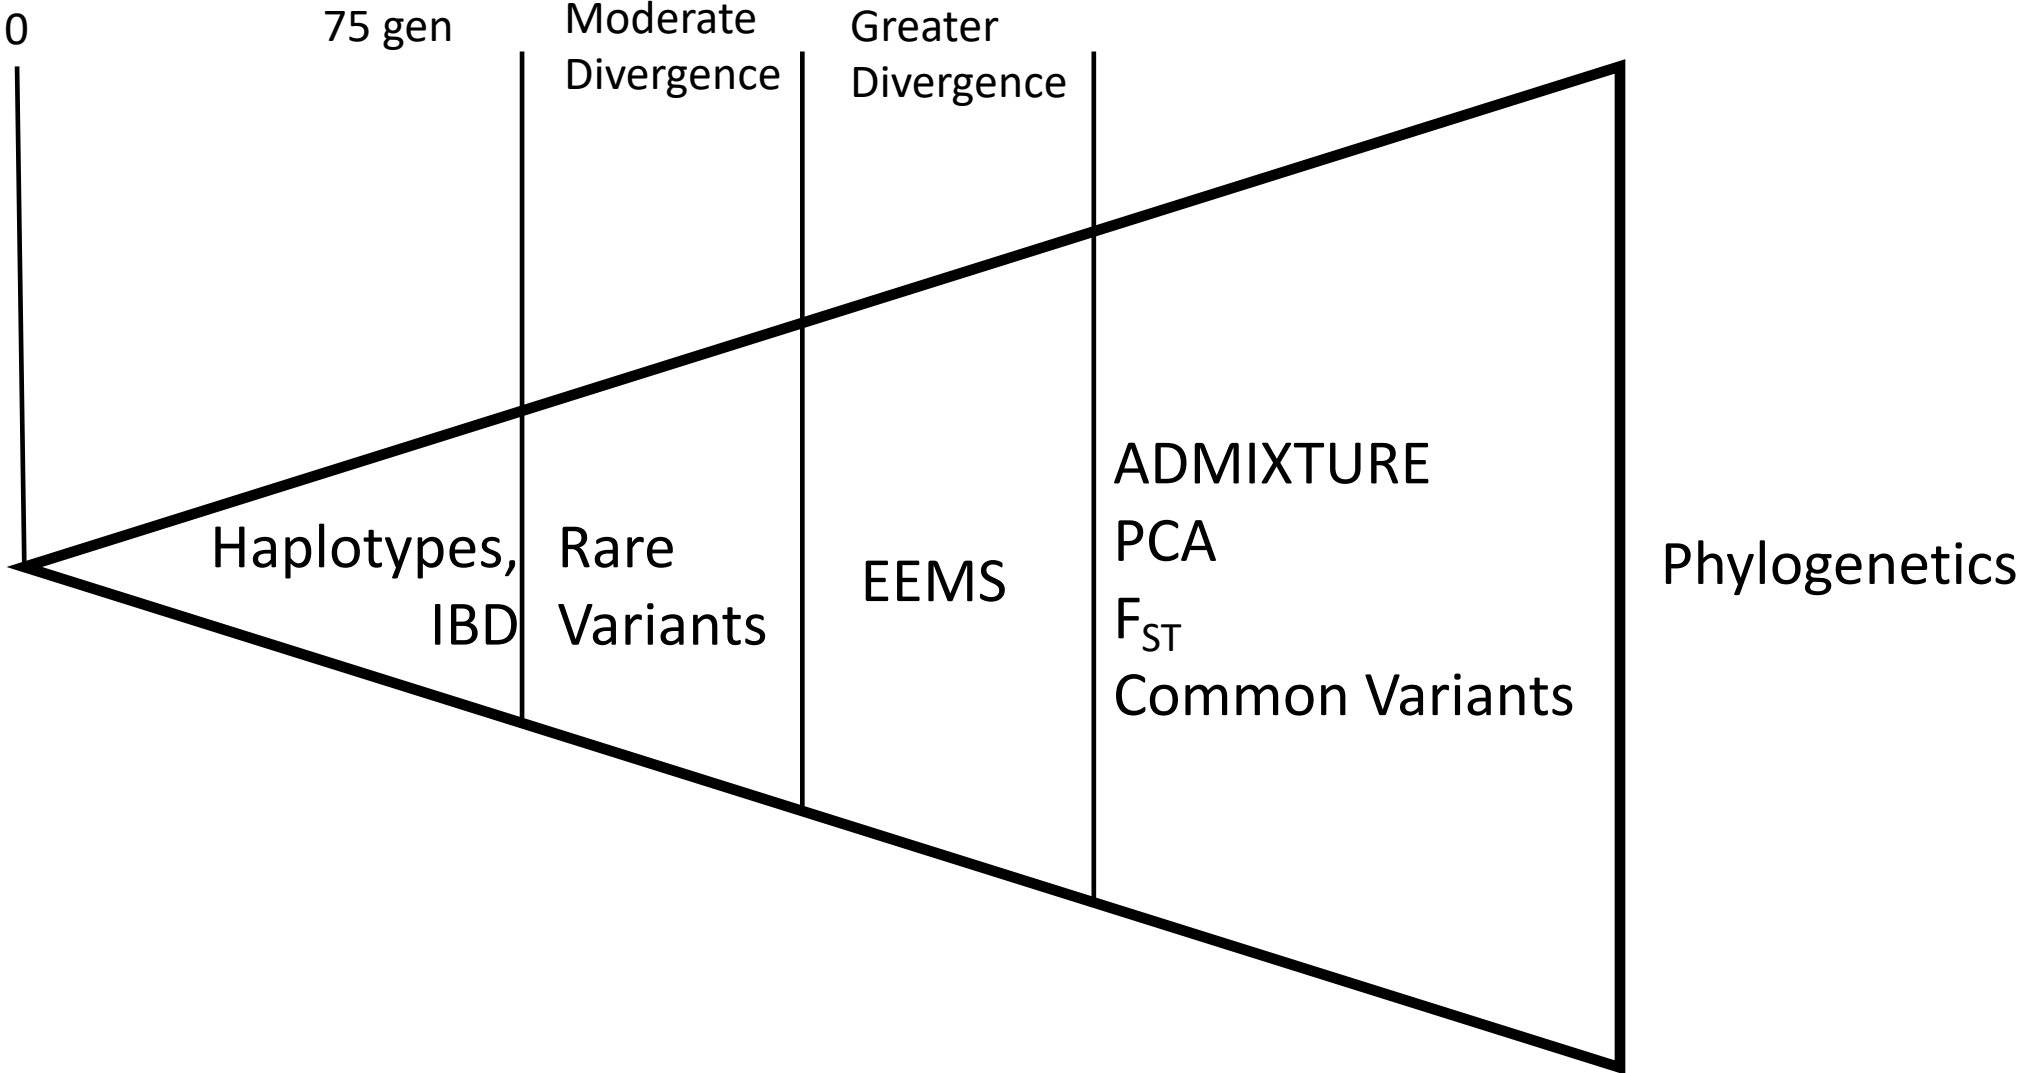 0
75 gen
Moderate
Divergence
Greater
Divergence
Haplotypes,
IBD
Rare
Variants
EEMS
ADMIXTURE
PCA
FST
Common Variants
Phylogenetics